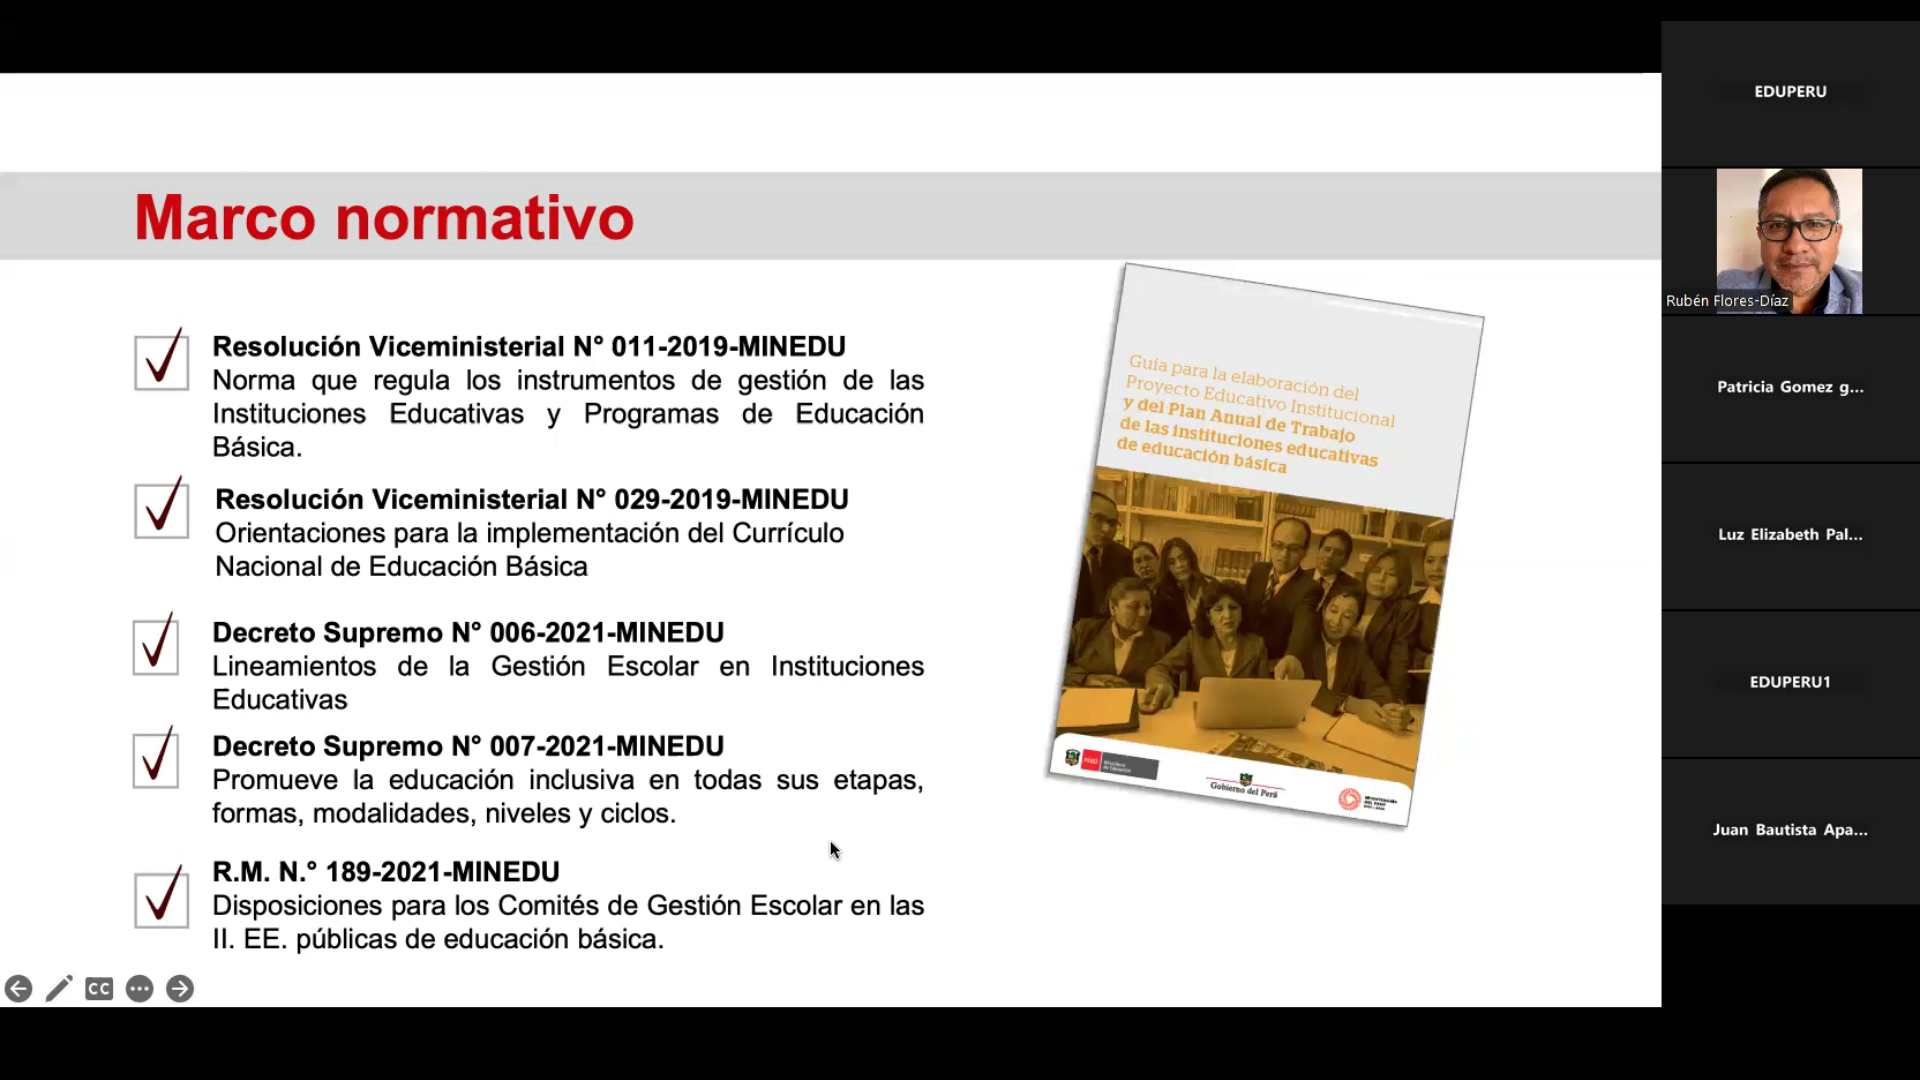 Marco normativo
Resolución Viceministerial N° 011-2019-MINEDU
Norma que regula los instrumentos de gestión de las
Instituciones Educativas y Programas de Educación
Básica.
Resolución Viceministerial N° 029-2019-MINEDU
Orientaciones para la implementación del Currículo
Nacional de Educación Básica
Decreto Supremo N° 006-2021-MINEDU
Lineamientos de la Gestión Escolar en Instituciones
Educativas
Decreto Supremo N° 007-2021-MINEDU
Promueve la educación inclusiva en todas sus etapas,
formas, modalidades, niveles y ciclos.
R.M. N.° 189-2021-MINEDU
Disposiciones para los Comités de Gestión Escolar en las
II. EE. públicas de educación básica.
CC
Guía para la elaboración del
Proyecto Educativo Institucional
y del Plan Anual de Trabajo
de las instituciones educativas
de educación básica
PERÚ
Gobierno del Perú
EDUPERU
Rubén Flores-Díaz
Patricia Gomez g...
Luz Elizabeth Pal...
EDUPERU1
Juan Bautista Apa...